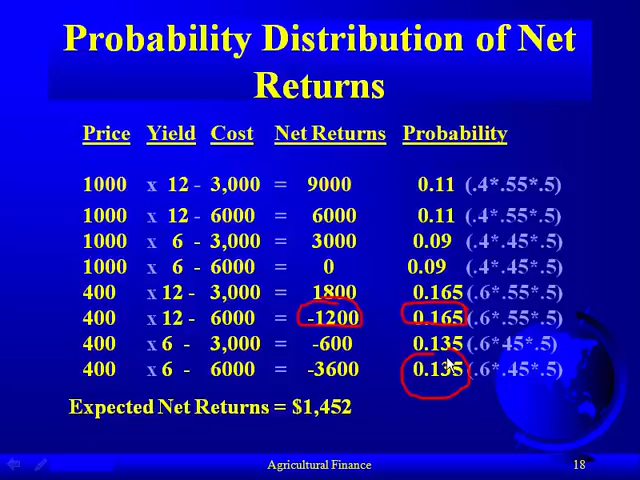 Probability Distribution of Net
Returns
Price Yield Cost Net Returns Probability
1000 x 12 - 3,000 = 9000 0.11 (.4*.55*.5)
1000 x 12 - 6000 = 6000 0.11 (.4*.55*.5)
1000 x 6 - 3,000 = 3000 0.09 (.4*.45*.5)
1000 x 6 - 6000 = 0 0.09 (.4*.45*.5)
400 x 12 - 3,000 = 1800 0.165 (.6*.55*.5)
400 x 12 - 6000 = -1200 0.165 (.6*.55*.5)
400 x 6 - 3,000 = -600 0.135 (.6*45*.5)
400 x 6 - 6000 = -3600 0.135 (.6*.45*.5)
Expected Net Returns = $1,452
Agricultural Finance 18